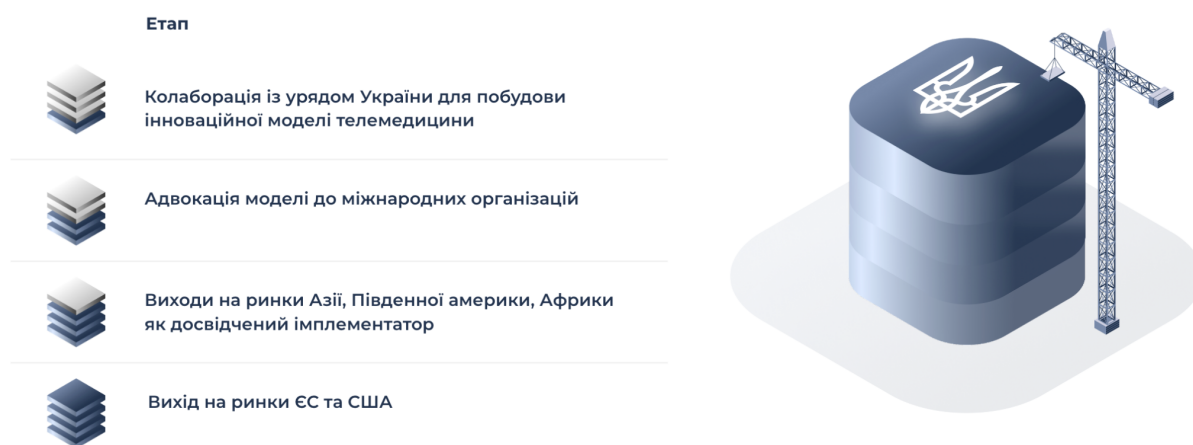 Етап
Колаборація із урядом України для побудови
інноваційної моделі телемедицини
Адвокація моделі до міжнародних організацій
Виходи на ринки Азії, Південної америки, Африки
як досвідчений імплементатор
Вихід на ринки ЄС та США